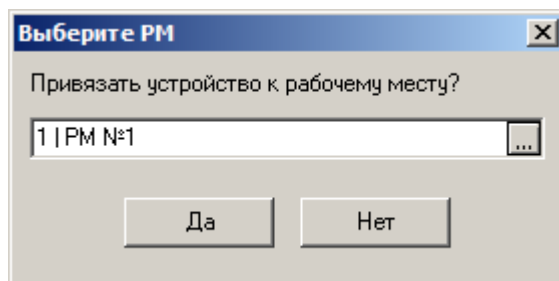 Выберите РМ
Привязать устройство к рабочему месту?
1 | РМ №1
...
Да
Нет